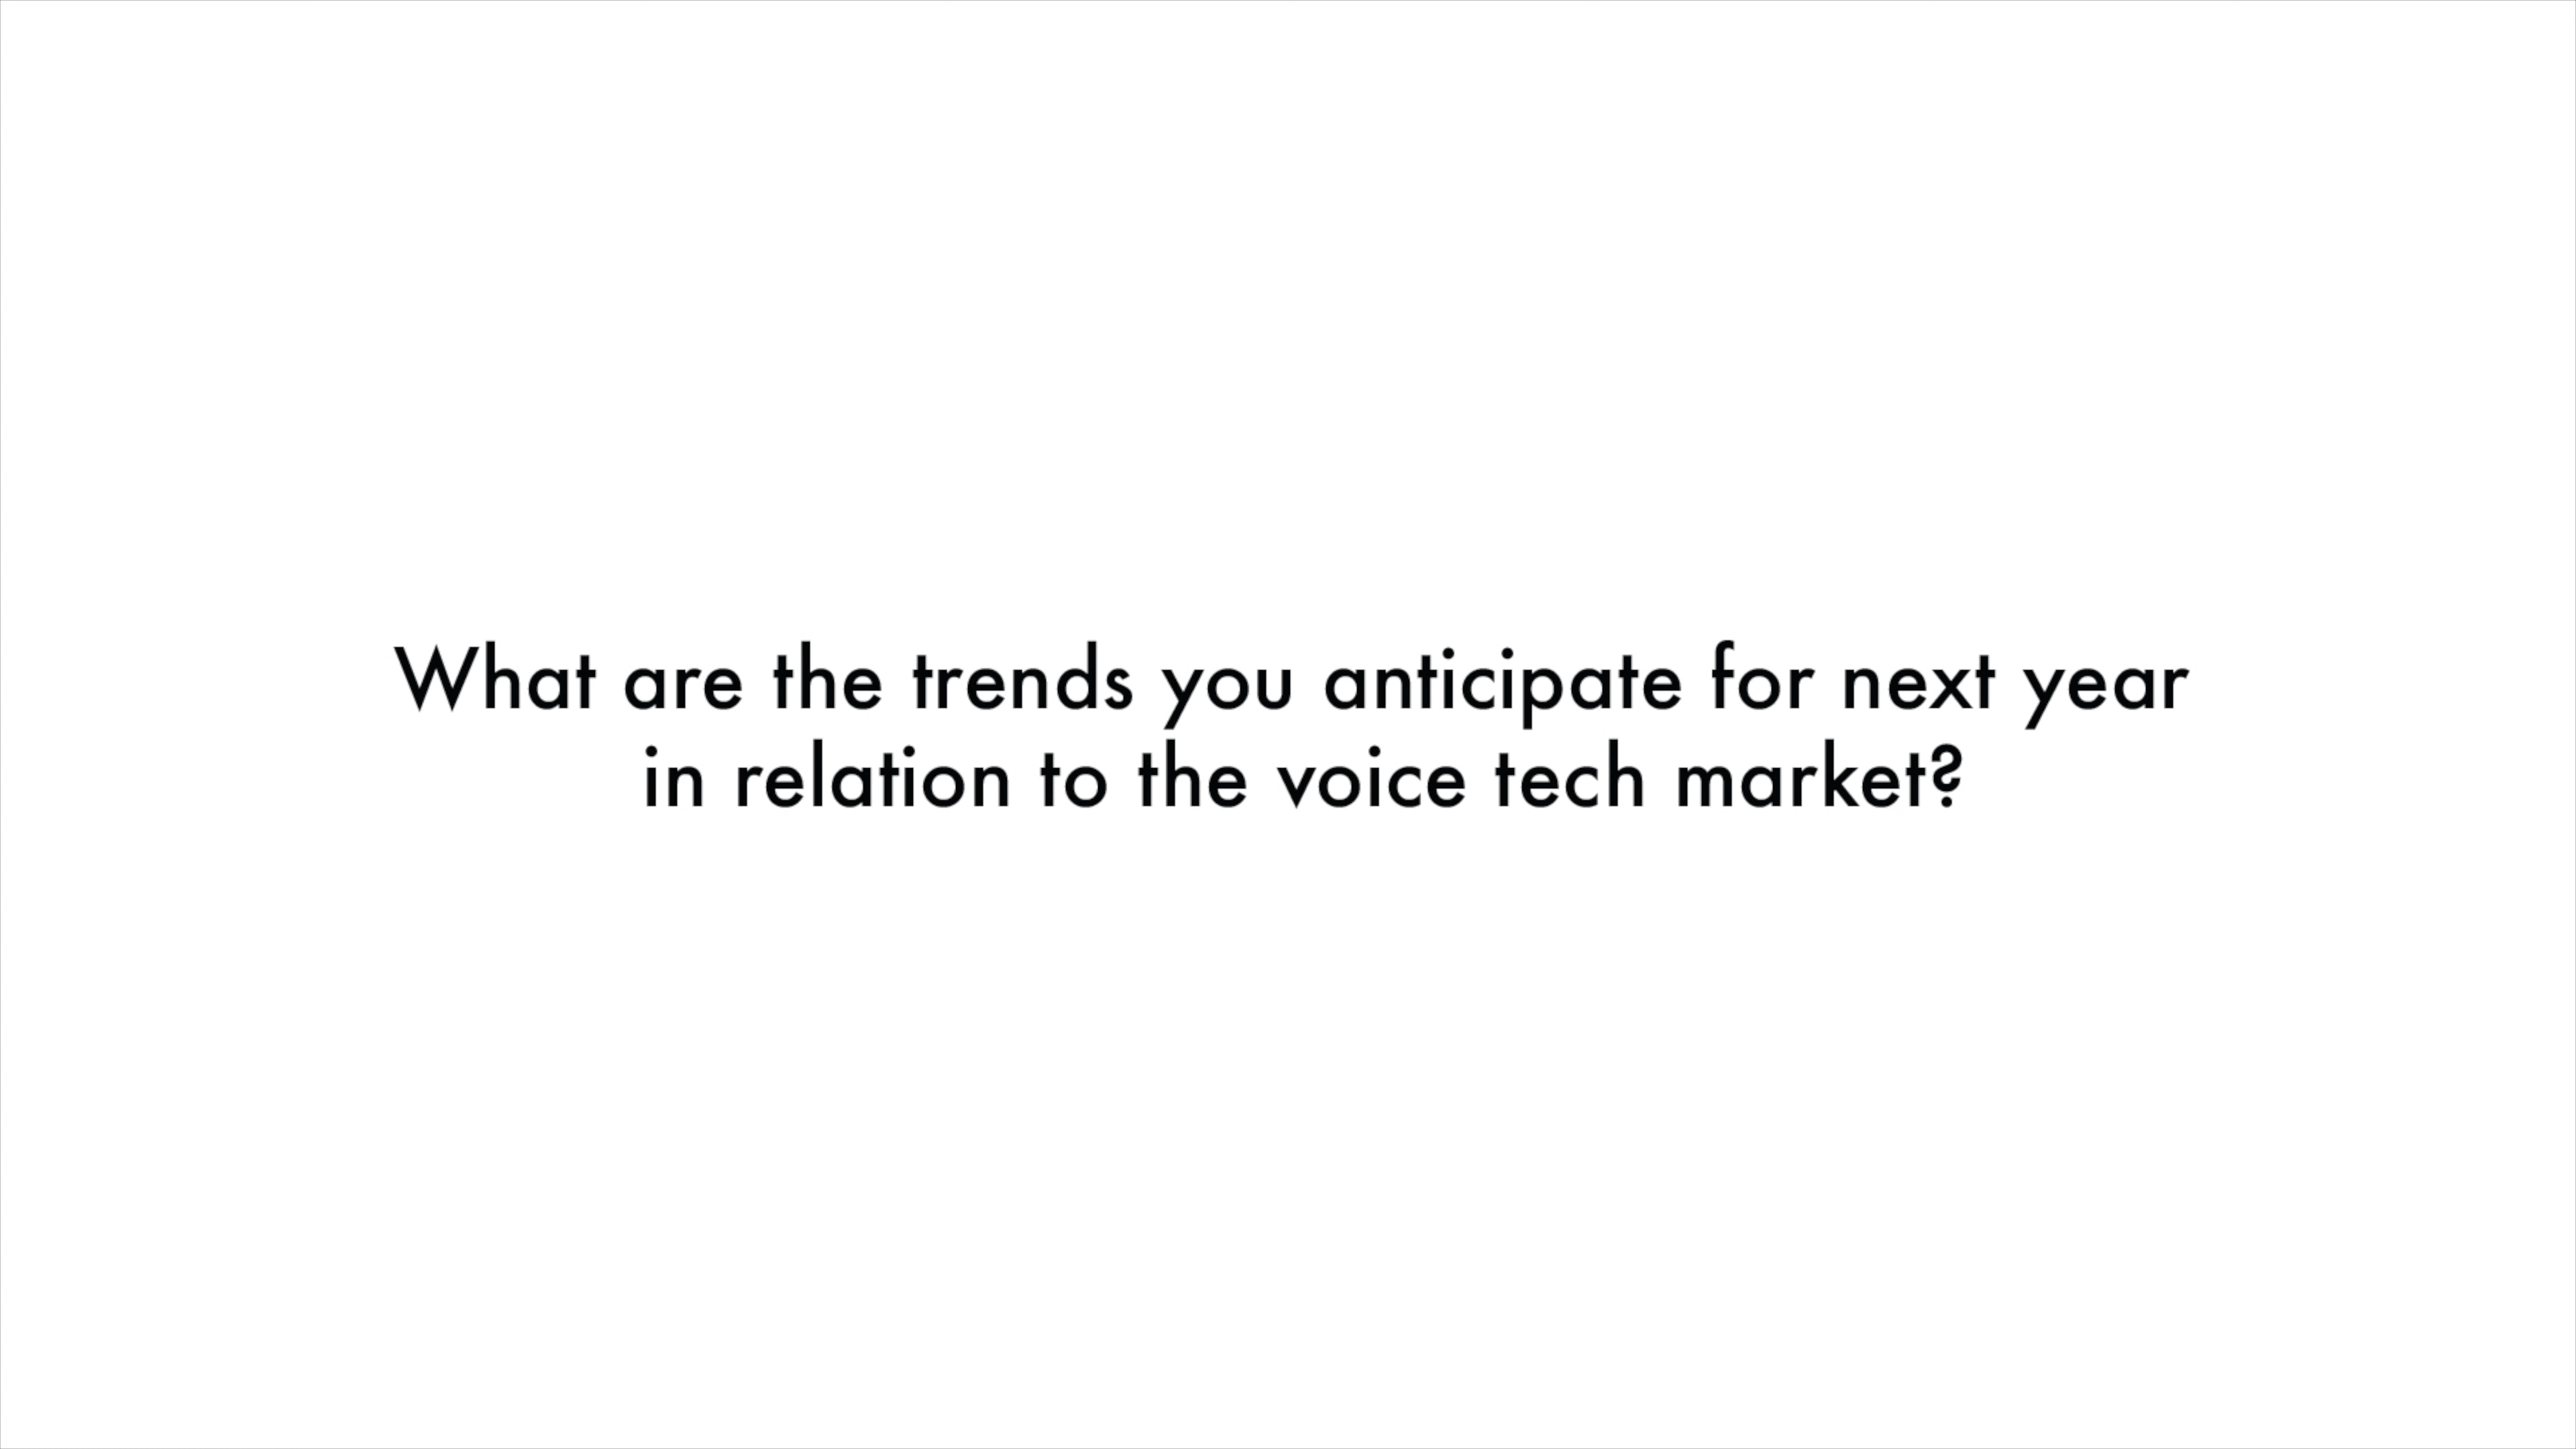 What are the trends you anticipate for next year
in relation to the voice tech market?